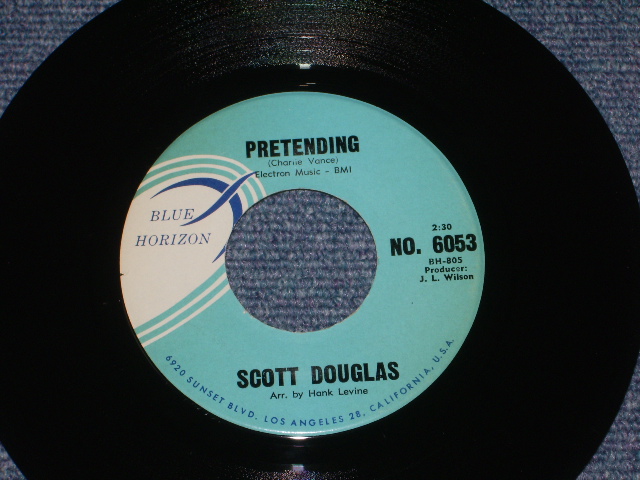 PRETENDING
(Charlie Vance)
Electron Music - BMI
BLUE
HORIZON
2:30
NO. 6053
BH-805
Producer:
J. L. Wilson
SCOTT DOUGLAS
Arr. by Hank Levine
6920 SUNSET BLVD. LOS ANGELES 28, CALIFORNIA, U.S.A.